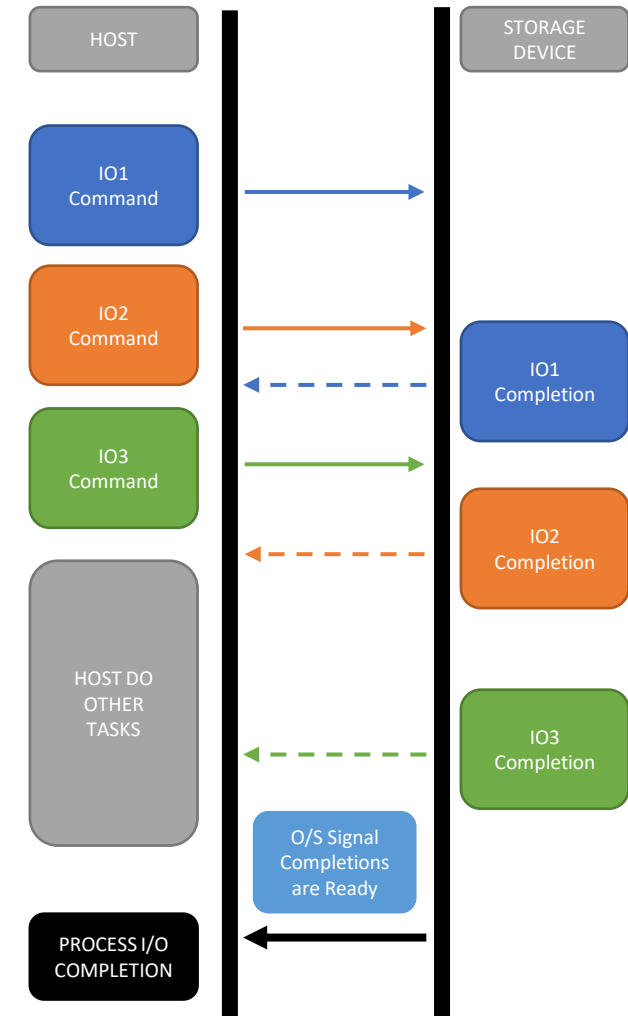 HOST
STORAGE
DEVICE
IO1
Command
IO2
Command
IO1
Completion
IO3
Command
IO2
Completion
HOST DO
OTHER
TASKS
IO3
Completion
O/S Signal
Completions
are Ready
PROCESS I/O
COMPLETION